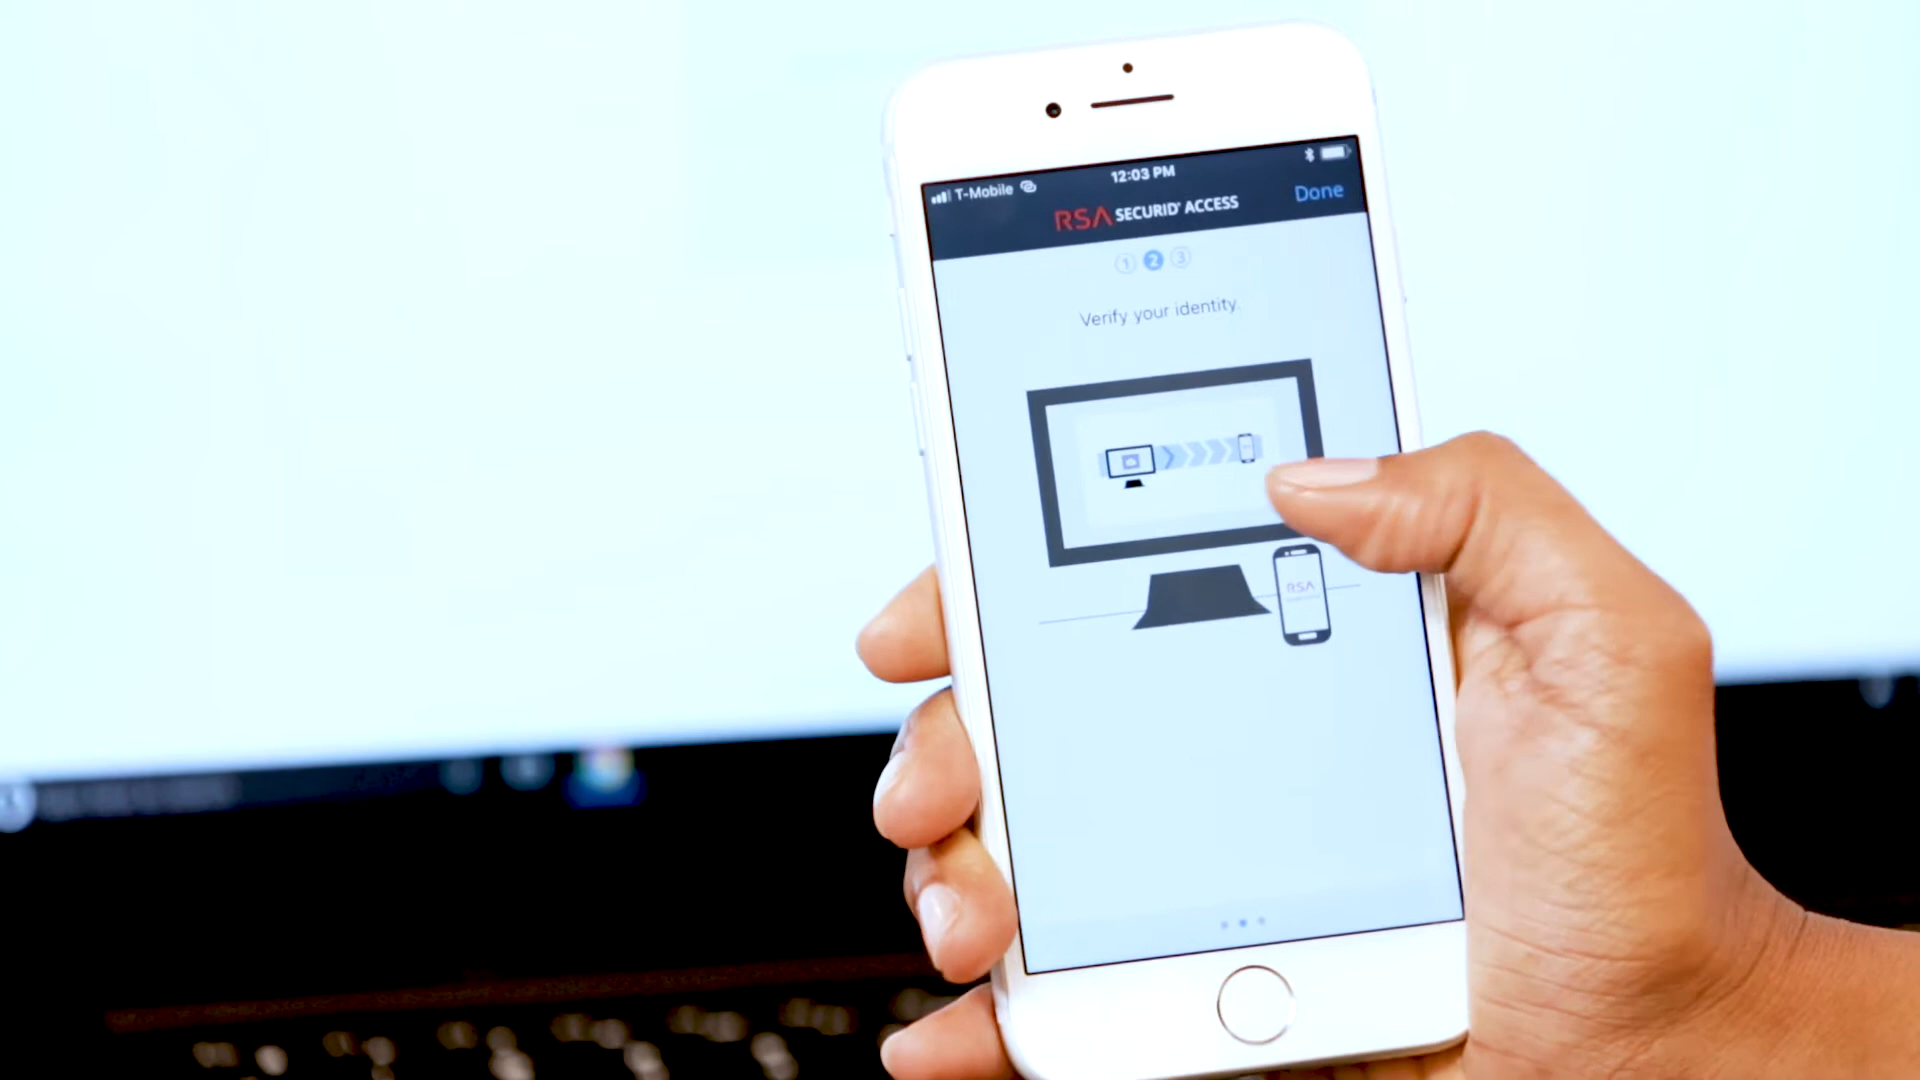 T-Mobile 12:03 PM
RSA SECURID® ACCESS Done
1 2 3
Verify your identity.
RSA